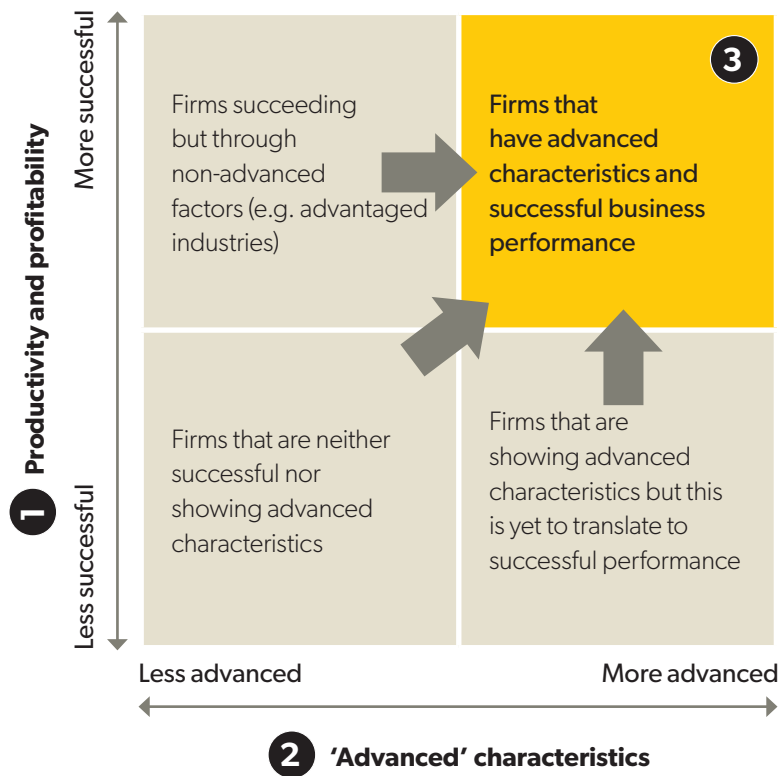 More successful
3
Firms succeeding
but through
non-advanced
factors (e.g. advantaged
industries)
Firms that
have advanced
characteristics and
successful business
performance
1 Productivity and profitability
Firms that are neither
successful nor
showing advanced
characteristics
Firms that are
showing advanced
characteristics but this
is yet to translate to
successful performance
Less successful
Less advanced
More advanced
2 'Advanced' characteristics